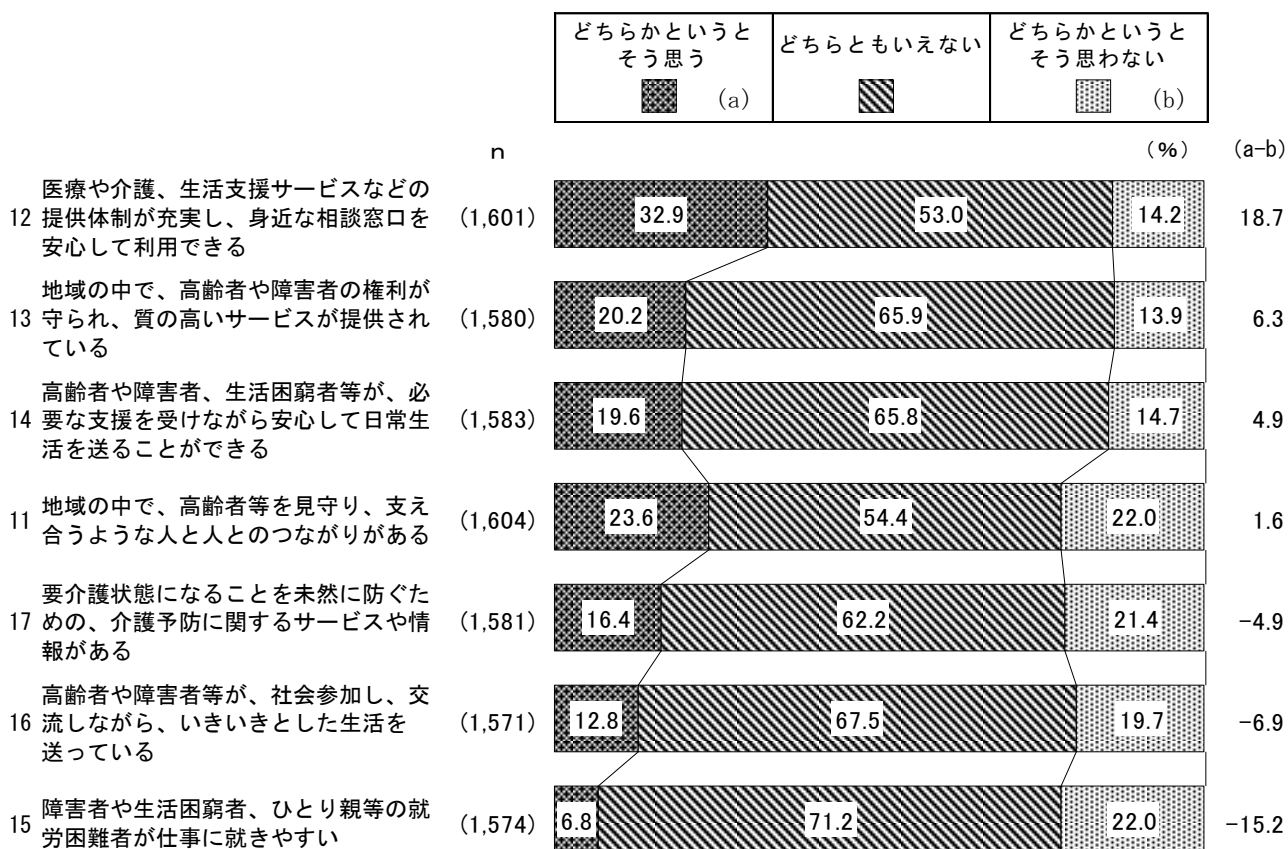 どちらかというと
そう思う
(a)
どちらともいえない
どちらかというと
そう思わない
(b)
n
(%)
(a-b)
12
医療や介護、生活支援サービスなどの
提供体制が充実し、身近な相談窓口を
安心して利用できる
(1,601)
32.9
53.0
14.2
18.7
13
地域の中で、高齢者や障害者の権利が
守られ、質の高いサービスが提供され
ている
(1,580)
20.2
65.9
13.9
6.3
14
高齢者や障害者、生活困窮者等が、必
要な支援を受けながら安心して日常生
活を送ることができる
(1,583)
19.6
65.8
14.7
4.9
11
地域の中で、高齢者等を見守り、支え
合うような人と人とのつながりがある
(1,604)
23.6
54.4
22.0
1.6
17
要介護状態になることを未然に防ぐた
めの、介護予防に関するサービスや情
報がある
(1,581)
16.4
62.2
21.4
-4.9
16
高齢者や障害者等が、社会参加し、交
流しながら、いきいきとした生活を
送っている
(1,571)
12.8
67.5
19.7
-6.9
15
障害者や生活困窮者、ひとり親等の就
労困難者が仕事に就きやすい
(1,574)
6.8
71.2
22.0
-15.2